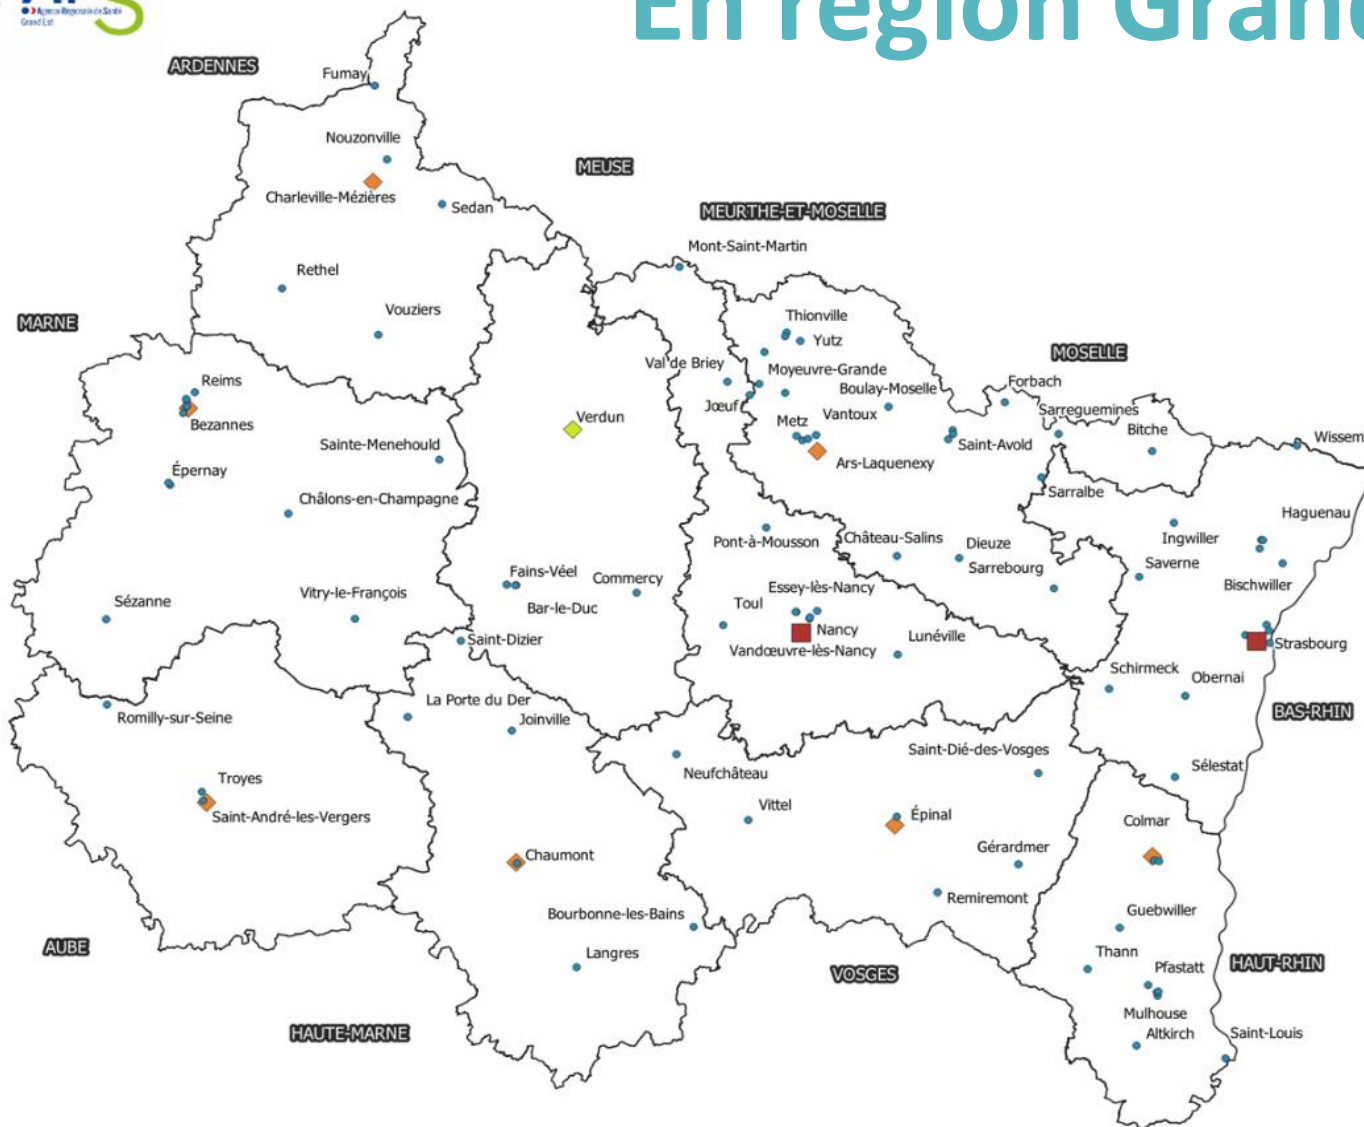 Agence Régionale de Santé
Grand Est
En région Grand
ARDENNES
Fumay
Nouzonville
MEUSE
Charleville-Mézières
Sedan
MEURTHE-ET-MOSELLE
Mont-Saint-Martin
Rethel
Vouziers
MARNE
Thionville
Yutz
MOSELLE
Val de Briey
Moyeuvre-Grande
Reims
Boulay-Moselle
Forbach
Jœuf
Sarreguemines
Bezannes
Verdun
Metz
Vantoux
Bitche
Wissem
Sainte-Menehould
Saint-Avold
Épernay
Ars-Laquenexy
Châlons-en-Champagne
Sarralbe
Haguenau
Pont-à-Mousson
Château-Salins
Dieuze
Ingwiller
Sarrebourg
Saverne
Fains-Véel
Commercy
Essey-lès-Nancy
Bischwiller
Sézanne
Vitry-le-François
Bar-le-Duc
Toul
Nancy
Lunéville
Saint-Dizier
Vandœuvre-lès-Nancy
Strasbourg
Schirmeck
Obernai
La Porte du Der
BAS-RHIN
Romilly-sur-Seine
Joinville
Saint-Dié-des-Vosges
Neufchâteau
Sélestat
Troyes
Vittel
Épinal
Saint-André-les-Vergers
Colmar
Gérardmer
Chaumont
Remiremont
Bourbonne-les-Bains
Guebwiller
AUBE
Langres
Thann
HAUT-RHIN
VOSGES
Pfastatt
Mulhouse
HAUTE-MARNE
Altkirch
Saint-Louis